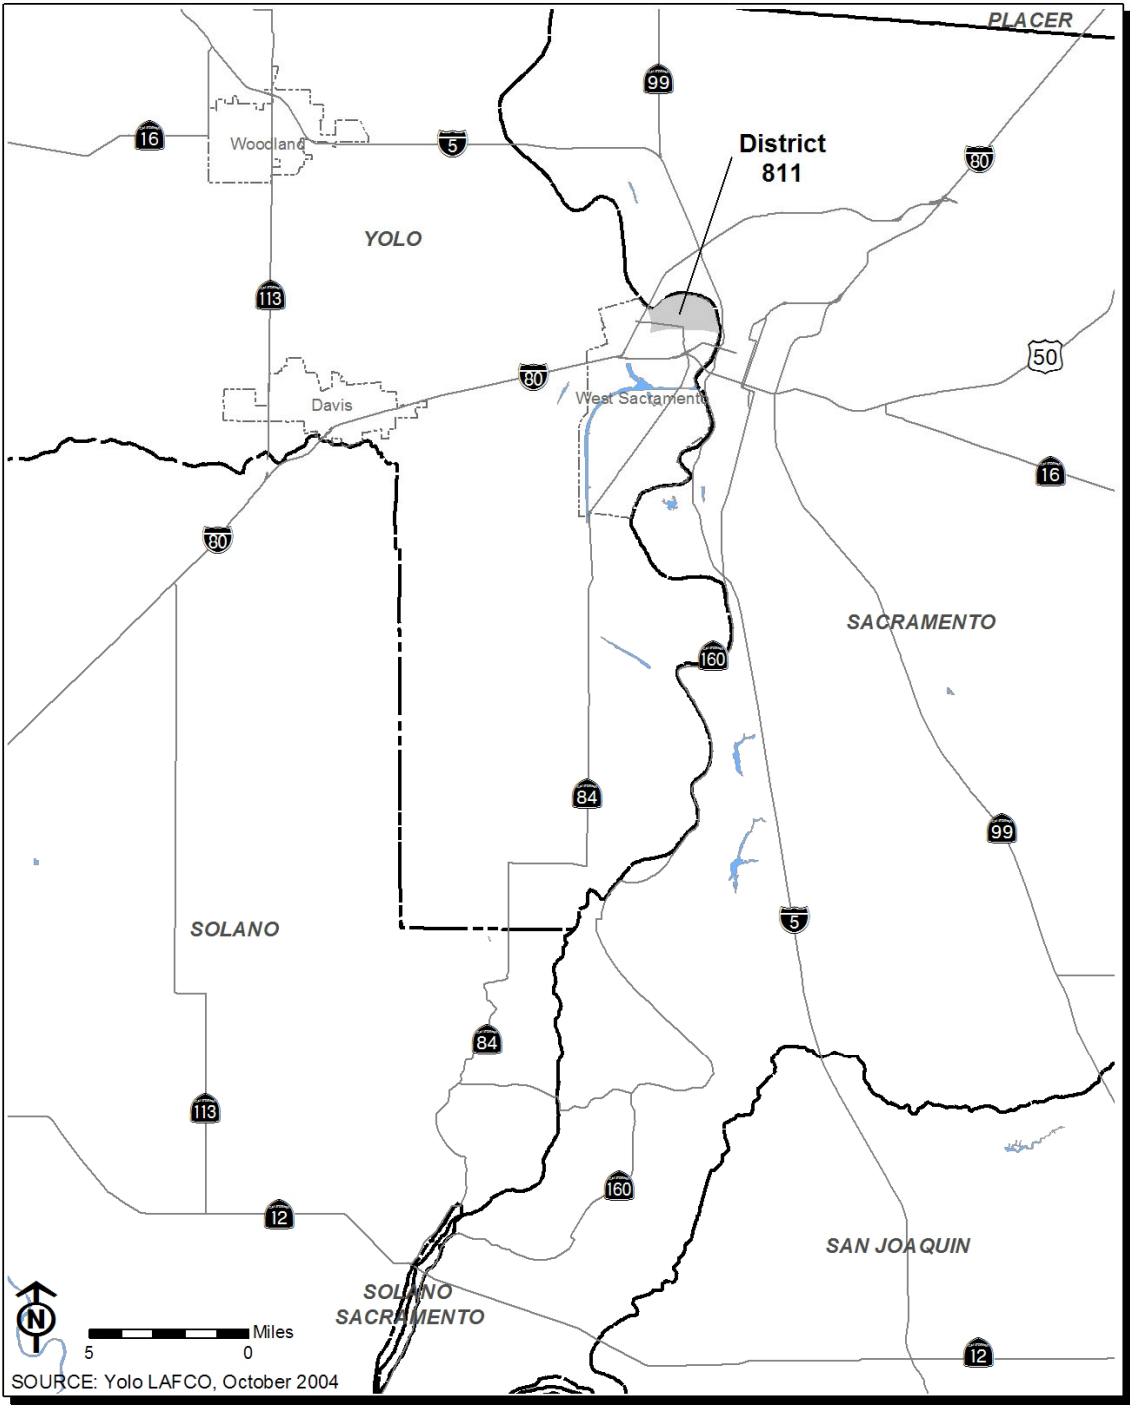 PLACER
99
16
Woodland
5
District
811
80
YOLO
113
50
80
Davis
West Sacramento
16
80
SACRAMENTO
160
84
99
5
SOLANO
84
113
160
12
SAN JOAQUIN
SOLANO
SACRAMENTO
N
Miles
5 0
12
SOURCE: Yolo LAFCO, October 2004